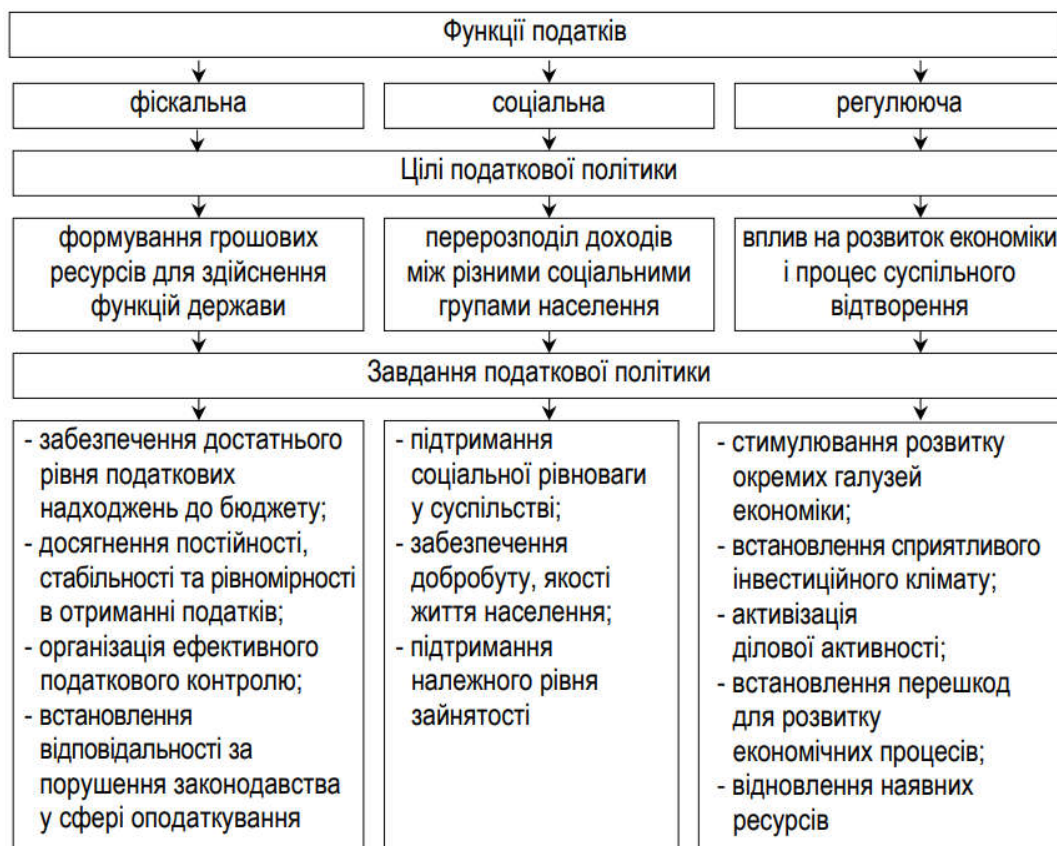 Функції податків
фіскальна
соціальна
регулююча
Цілі податкової політики
формування грошових
ресурсів для здійснення
функцій держави
перерозподіл доходів
між різними соціальними
групами населення
вплив на розвиток економіки
і процес суспільного
відтворення
Завдання податкової політики
- забезпечення достатнього
рівня податкових
надходжень до бюджету;
- досягнення постійності,
стабільності та рівномірності
в отриманні податків;
- організація ефективного
податкового контролю;
- встановлення
відповідальності за
порушення законодавства
у сфері оподаткування
- підтримання
соціальної рівноваги
у суспільстві;
- забезпечення
добробуту, якості
життя населення;
- підтримання
належного рівня
зайнятості
- стимулювання розвитку
окремих галузей
економіки;
- встановлення сприятливого
інвестиційного клімату;
- активізація
ділової активності;
- встановлення перешкод
для розвитку
економічних процесів;
- відновлення наявних
ресурсів